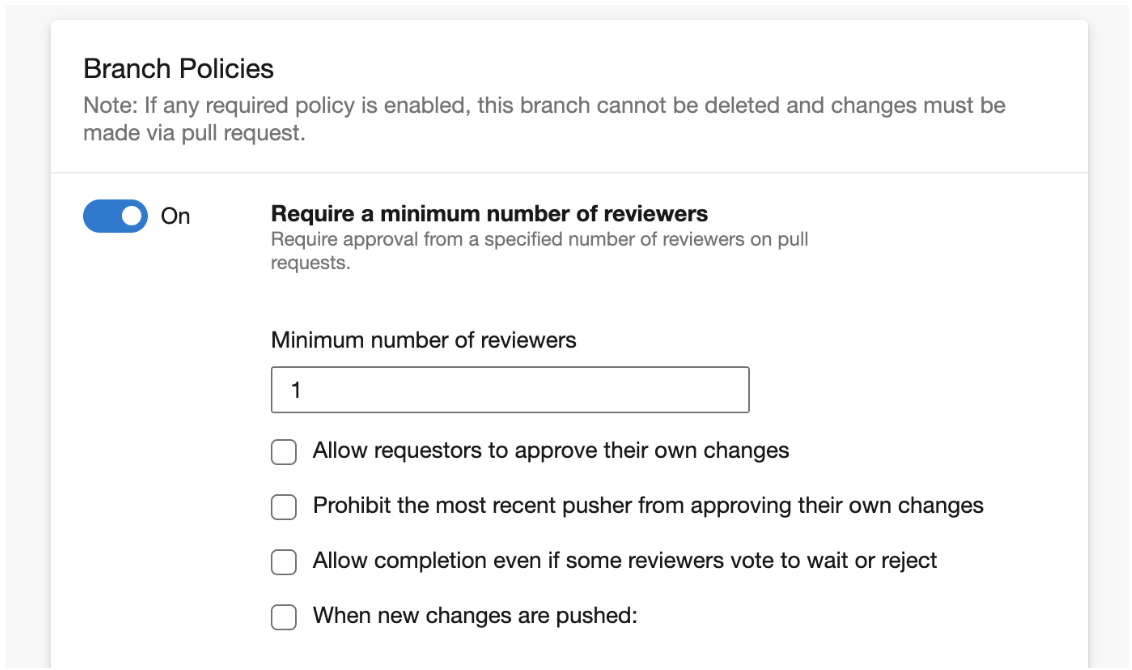 Branch Policies
Note: If any required policy is enabled, this branch cannot be deleted and changes must be
made via pull request.
On
Require a minimum number of reviewers
Require approval from a specified number of reviewers on pull
requests.
Minimum number of reviewers
1
Allow requestors to approve their own changes
Prohibit the most recent pusher from approving their own changes
Allow completion even if some reviewers vote to wait or reject
When new changes are pushed: